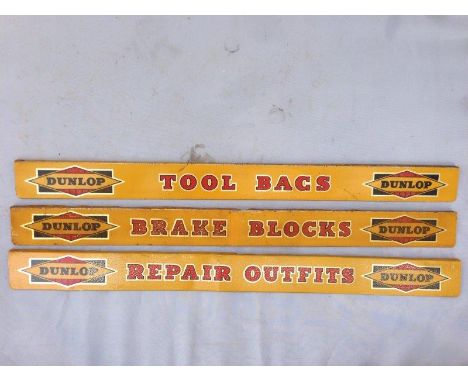 DUNLOP TOOL BAGS DUNLOP
DUNLOP BRAKE BLOCKS DUNLOP
DUNLOP REPAIR OUTFITS DUNLOP